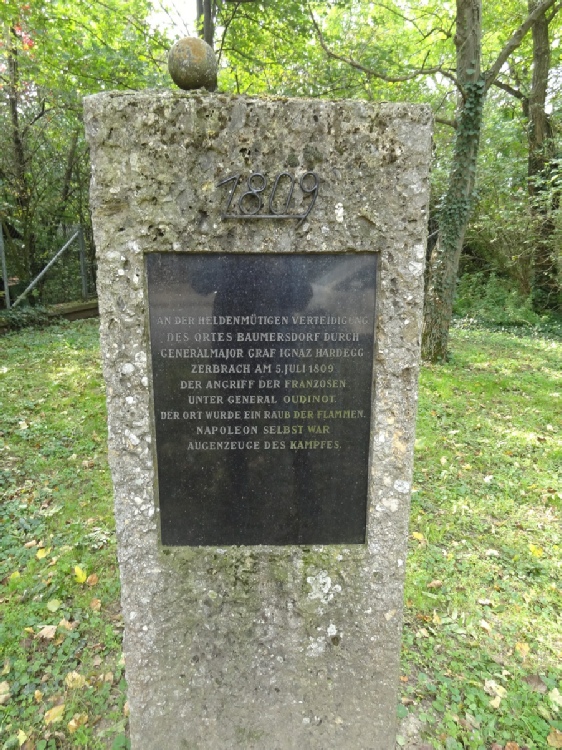 1809
AN DER HELDENMÜTIGEN VERTEIDIGUNG
DES ORTES BAUMERSDORF DURCH
GENERALMAJOR GRAF IGNAZ HARDEGG
ZERBRACH AM 5. JULI 1809
DER ANGRIFF DER FRANZOSEN
UNTER GENERAL OUDINOT.
DER ORT WURDE EIN RAUB DER FLAMMEN.
NAPOLEON SELBST WAR
AUGENZEUGE DES KAMPFES.